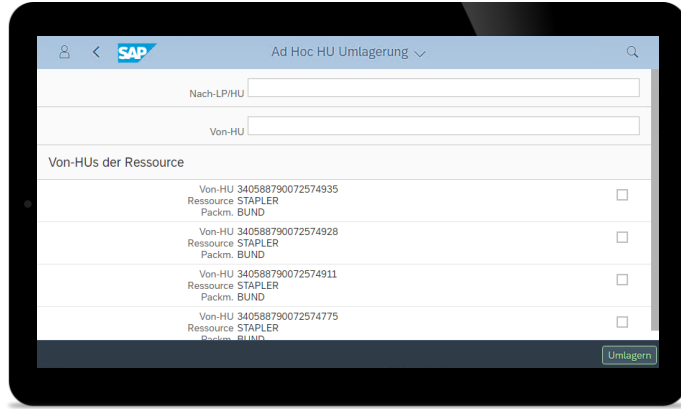 SAP
Ad Hoc HU Umlagerung
Nach-LP/HU
Von-HU
Von-HUs der Ressource
Von-HU 340588790072574935
Ressource STAPLER
Packm. BUND
Von-HU 340588790072574928
Ressource STAPLER
Packm. BUND
Von-HU 340588790072574911
Ressource STAPLER
Packm. BUND
Von-HU 340588790072574775
Ressource STAPLER
Packm. BUND
Umlagern